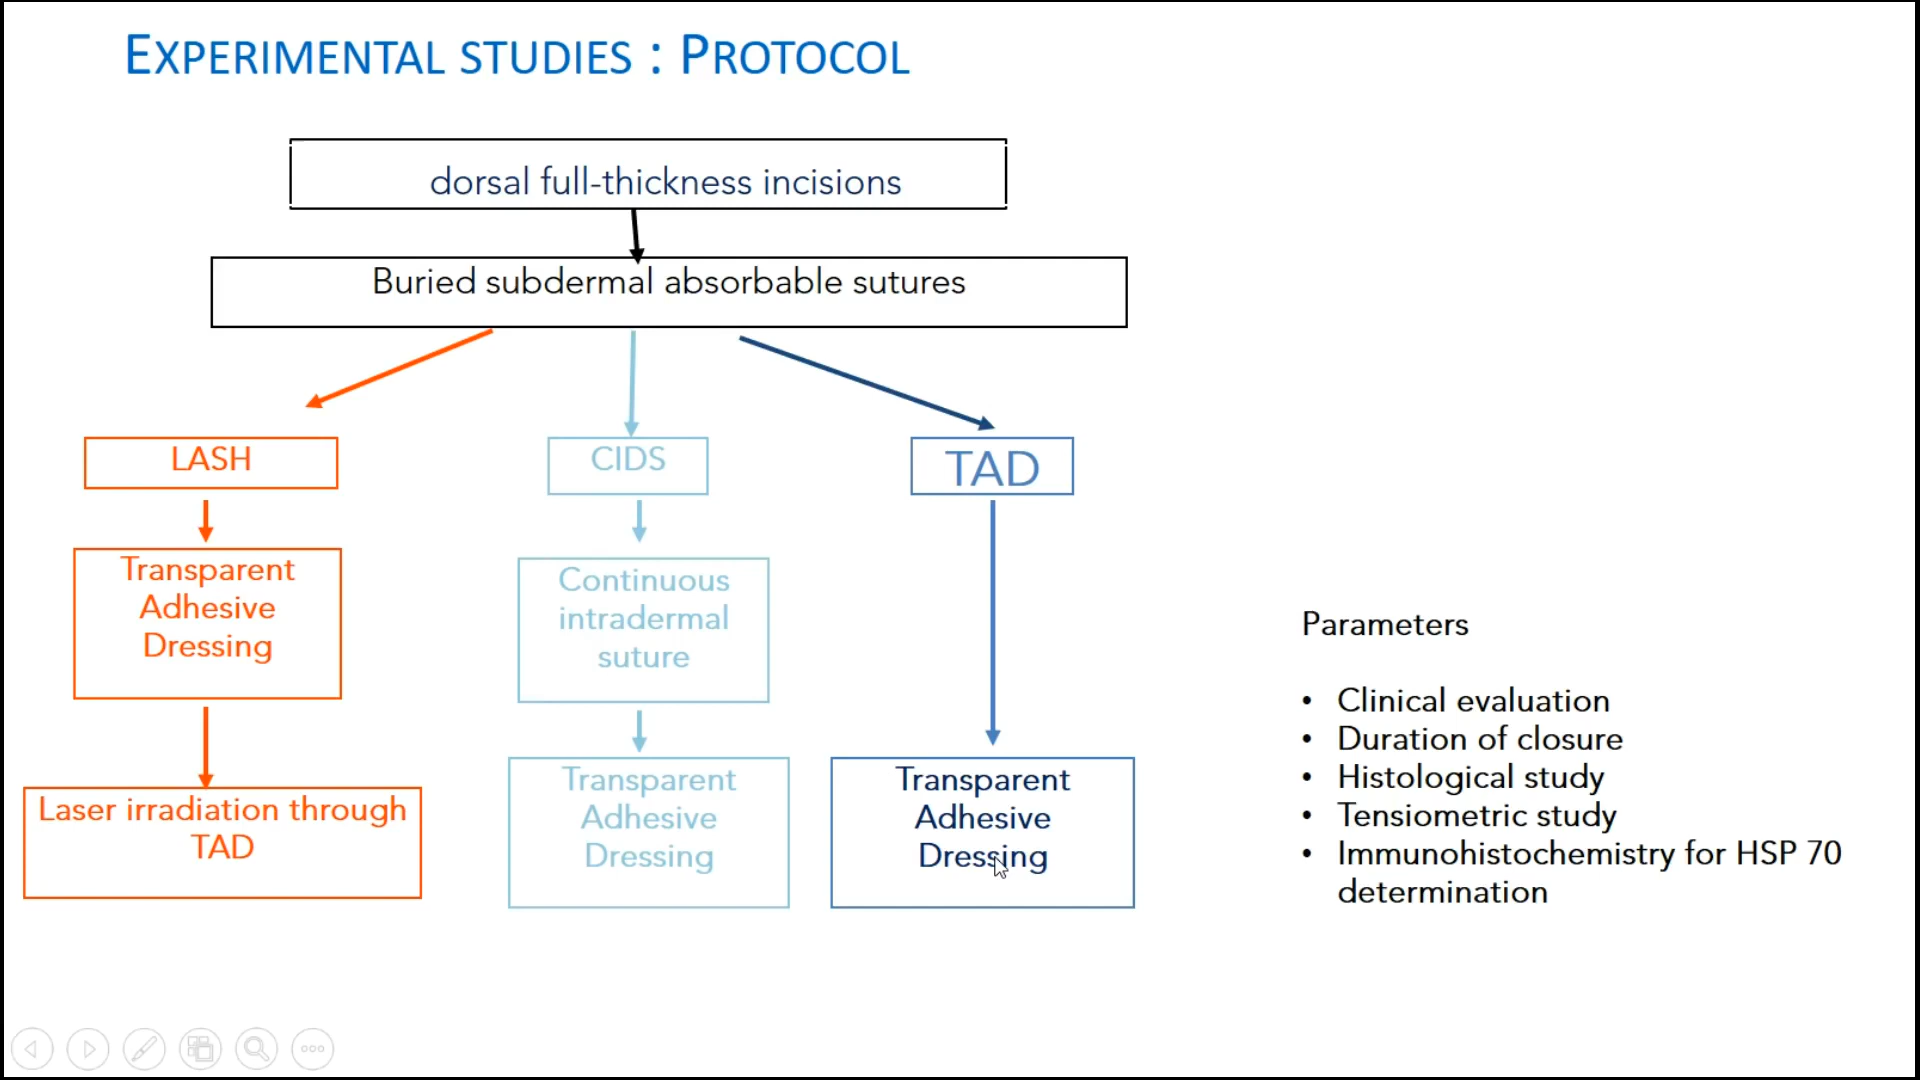 EXPERIMENTAL STUDIES : PROTOCOL
dorsal full-thickness incisions
Buried subdermal absorbable sutures
LASH
CIDS
TAD
Transparent
Adhesive
Dressing
Continuous
intradermal
suture
Laser irradiation through
TAD
Transparent
Adhesive
Dressing
Transparent
Adhesive
Dressing
Parameters
• Clinical evaluation
• Duration of closure
• Histological study
• Tensiometric study
• Immunohistochemistry for HSP 70
determination